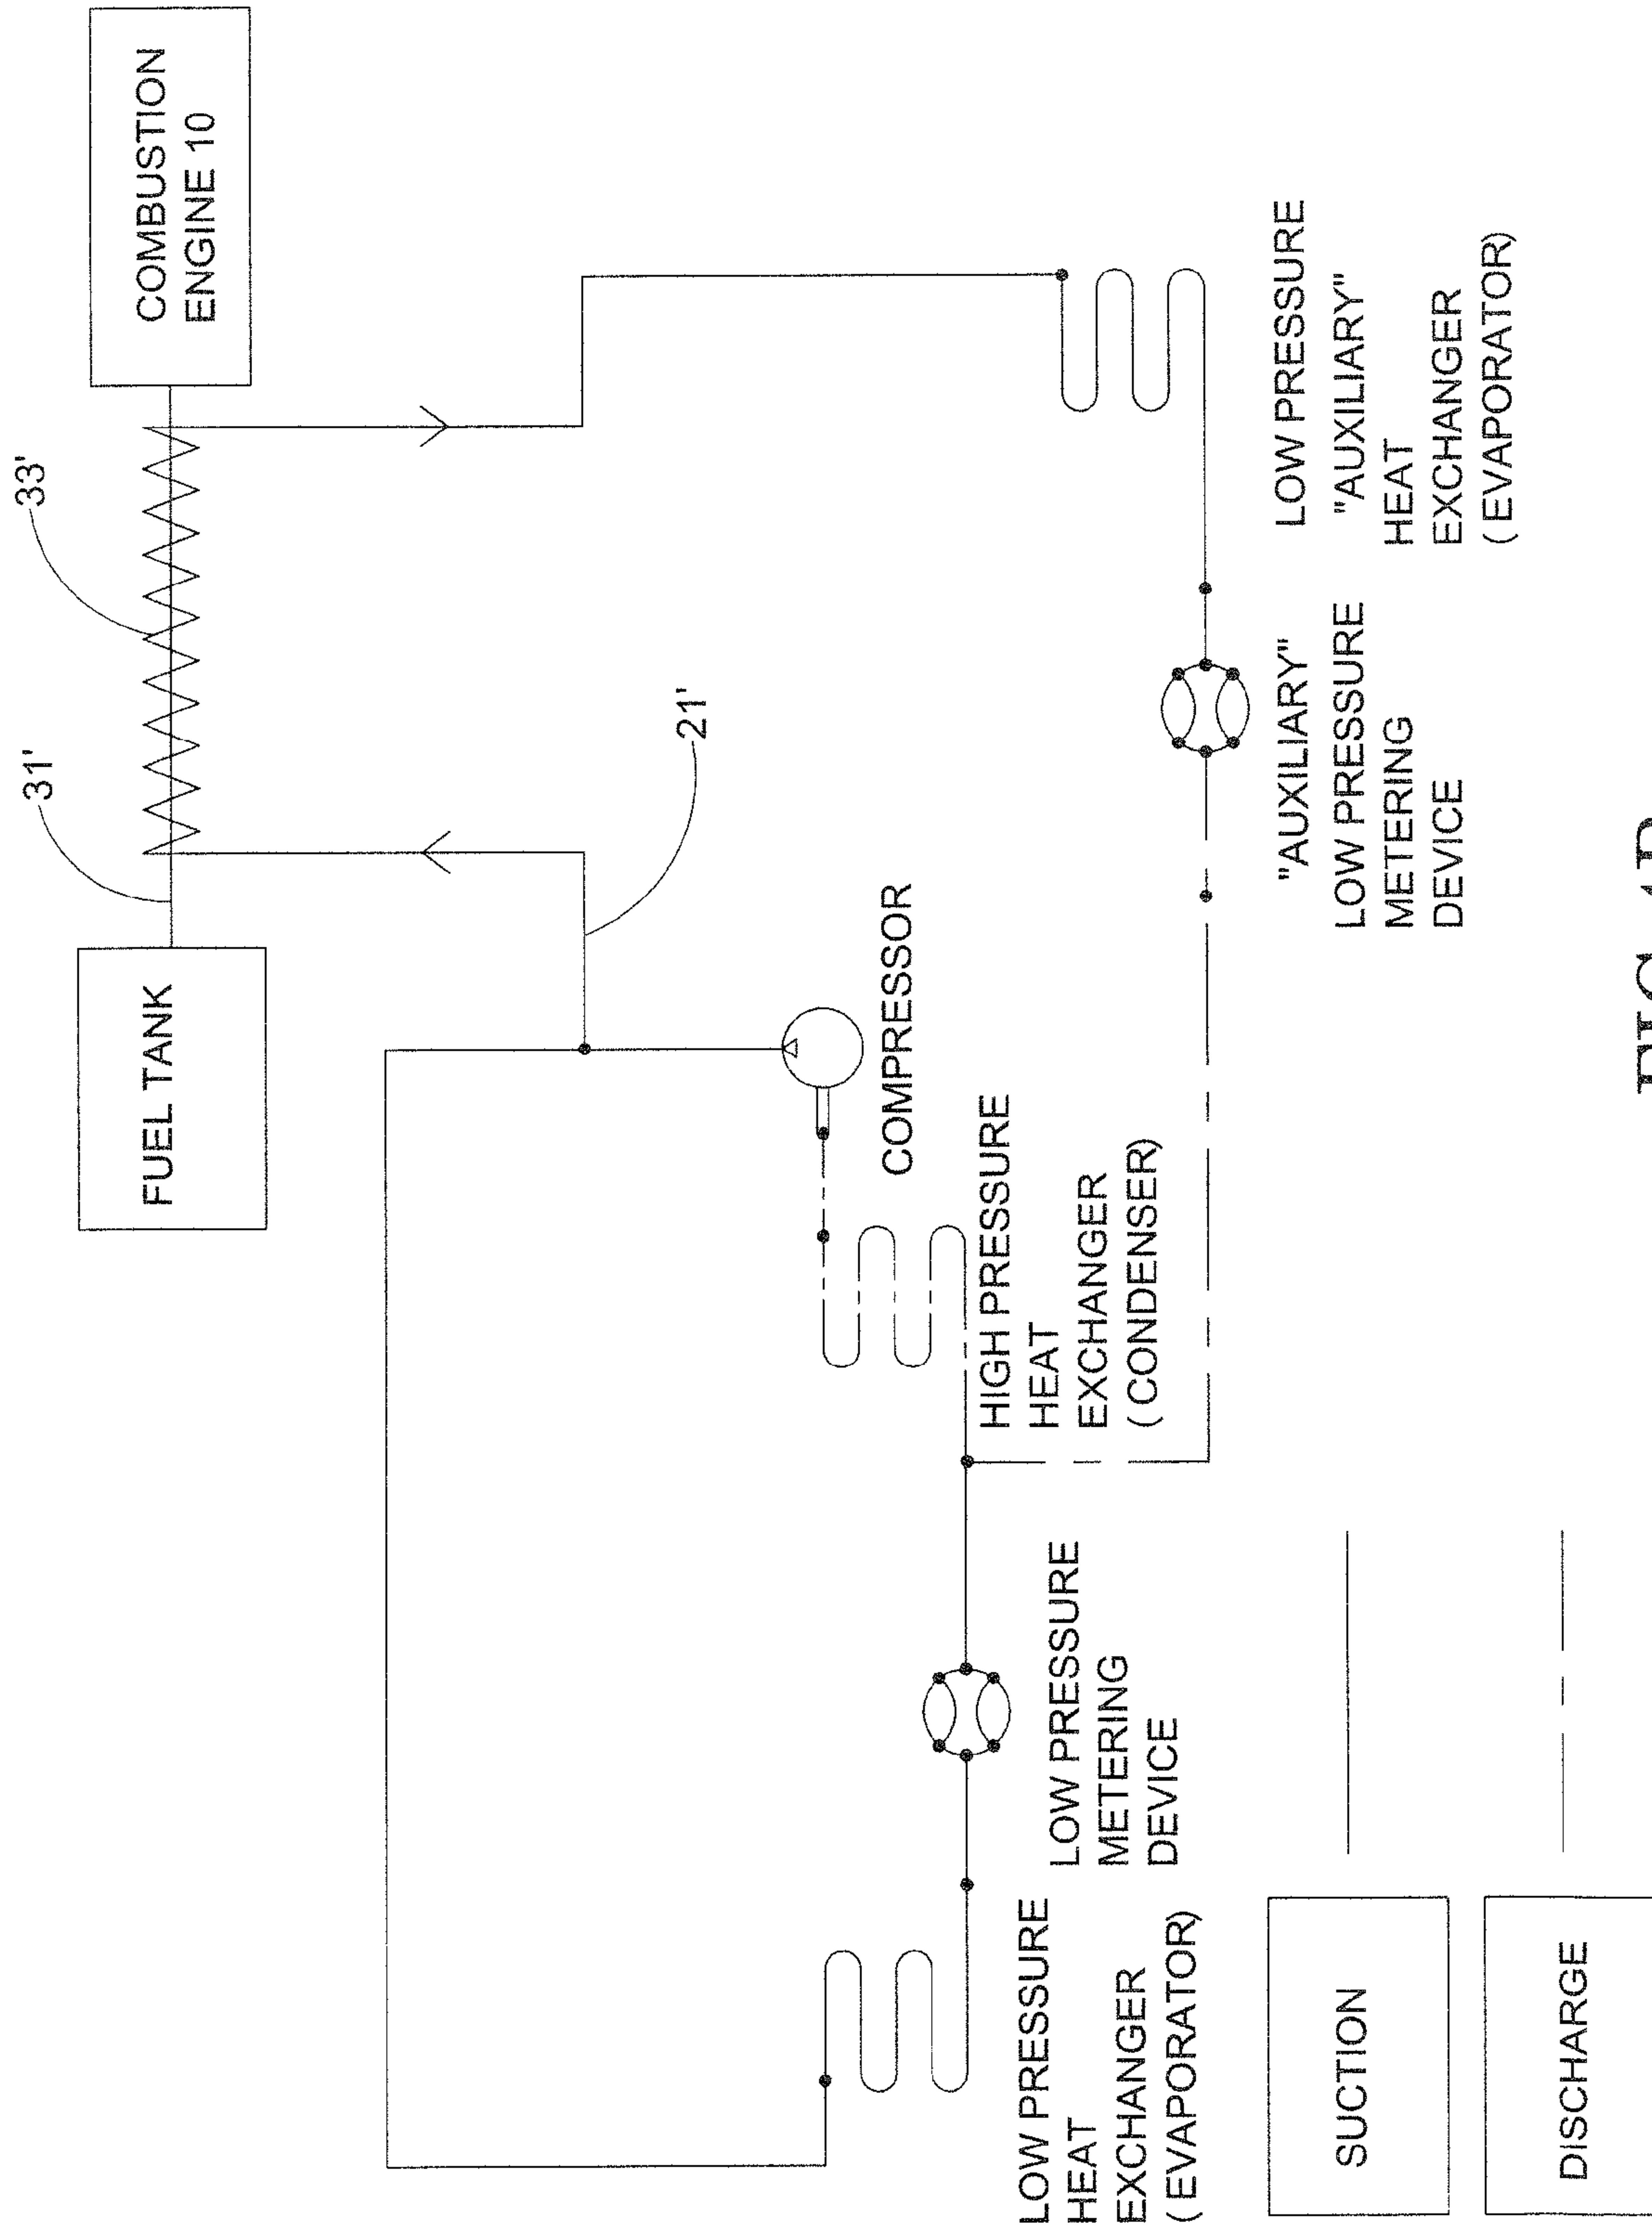 FUEL TANK
31'
33'
COMBUSTION
ENGINE 10
21'
COMPRESSOR
HIGH PRESSURE
HEAT
EXCHANGER
(CONDENSER)
LOW PRESSURE
METERING
DEVICE
LOW PRESSURE
HEAT
EXCHANGER
(EVAPORATOR)
"AUXILIARY"
LOW PRESSURE
METERING
DEVICE
LOW PRESSURE
"AUXILIARY"
HEAT
EXCHANGER
(EVAPORATOR)
SUCTION
DISCHARGE